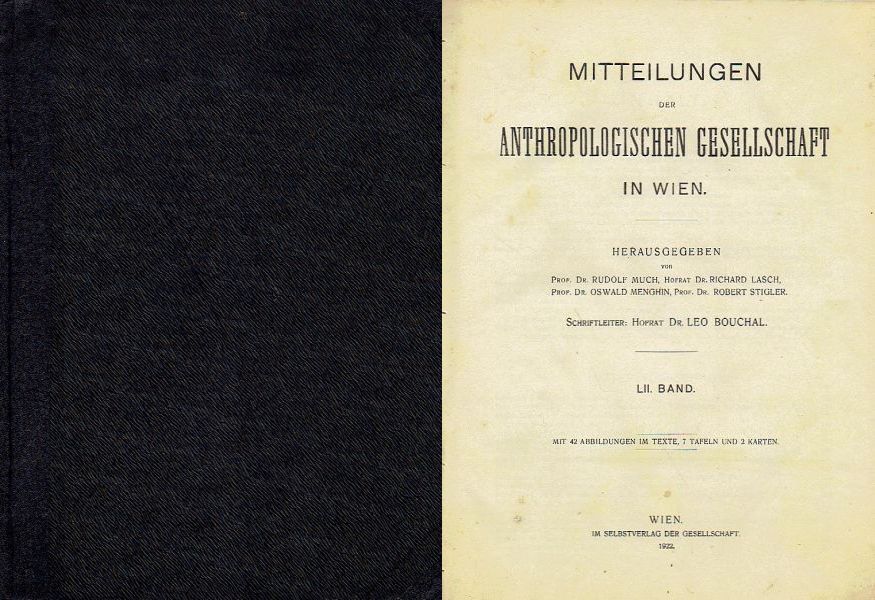 MITTEILUNGEN
DER
ANTHROPOLOGISCHEN GESELLSCHAFT
IN WIEN.
HERAUSGEGEBEN
VON
PROF. DR. RUDOLF MUCH, HOFRAT DR. RICHARD LASCH,
PROF. DR. OSWALD MENGHIN, PROF. DR. ROBERT STIGLER.
SCHRIFTLEITER: HOFRAT DR. LEO BOUCHAL.
LII. BAND.
MIT 42 ABBILDUNGEN IM TEXTE, 7 TAFELN UND 2 KARTEN.
WIEN.
IM SELBSTVERLAG DER GESELLSCHAFT.
1922.